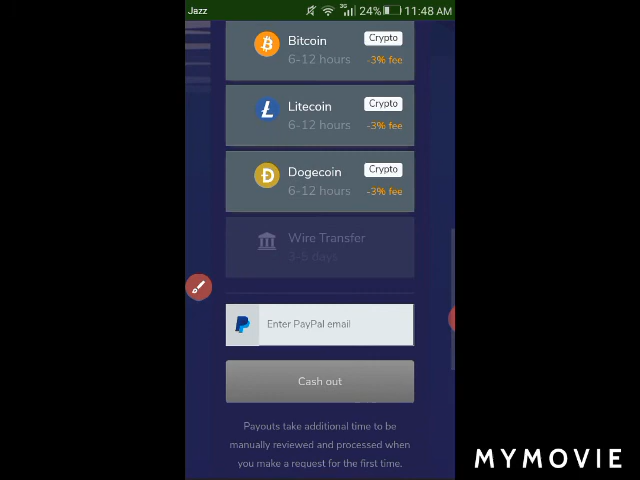 Jazz 3G 24% 11:48 AM
Bitcoin Crypto
6-12 hours -3% fee
Litecoin Crypto
6-12 hours -3% fee
Dogecoin Crypto
6-12 hours -3% fee
Wire Transfer
3-5 days
Enter PayPal email
Cash out
Payouts take additional time to be
manually reviewed and processed when
you make a request for the first time.
MYMOVIE